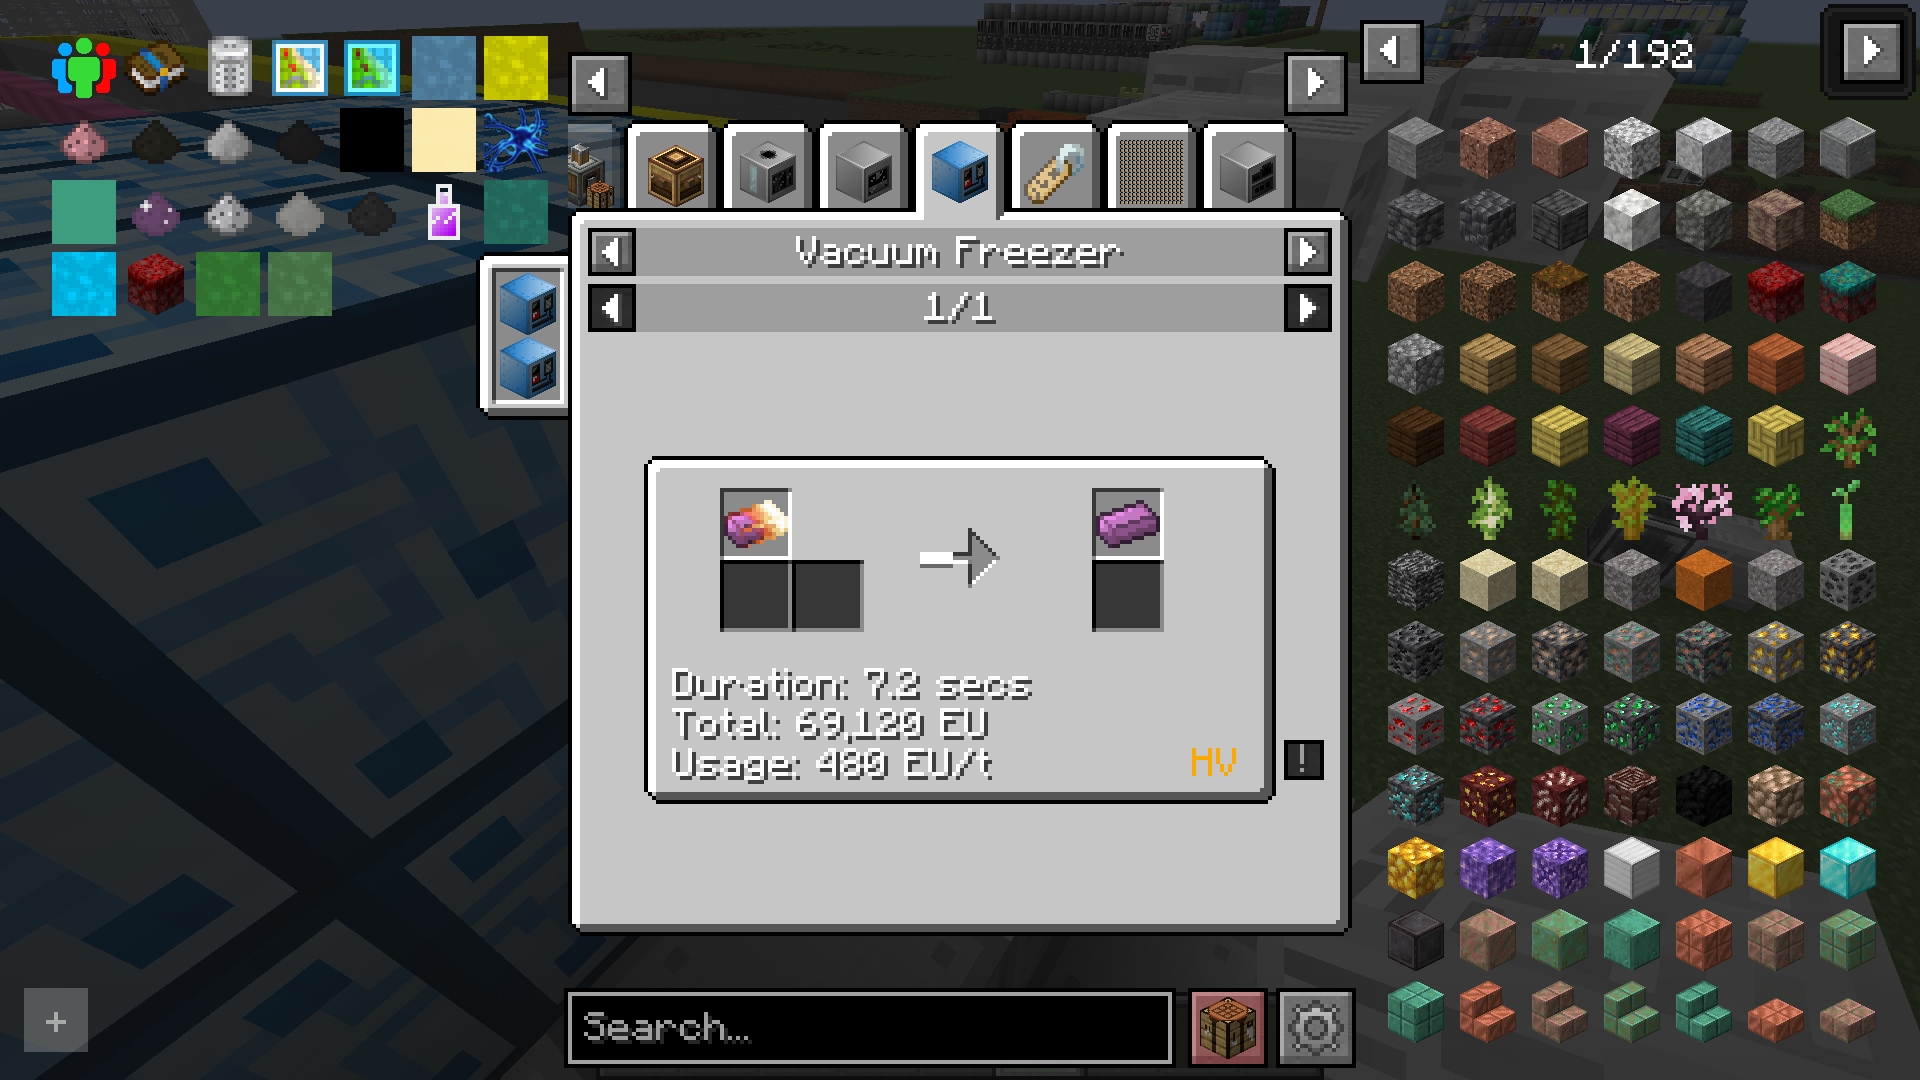 1/192
Vacuum Freezer
1/1
Duration: 7.2 secs
Total: 69,120 EU
Usage: 480 EU/t
HV
!
Search...
+